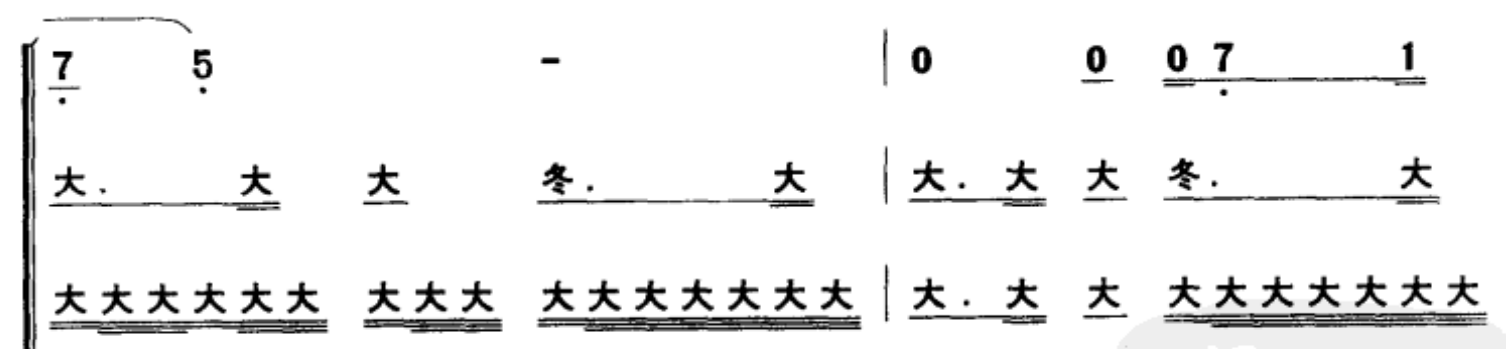 7 5 - | 0 0 0 7 1
大. 大 大 冬. 大 | 大. 大 大 冬. 大
大大大大大大 大大大 大大大大大大大 | 大. 大 大 大大大大大大大